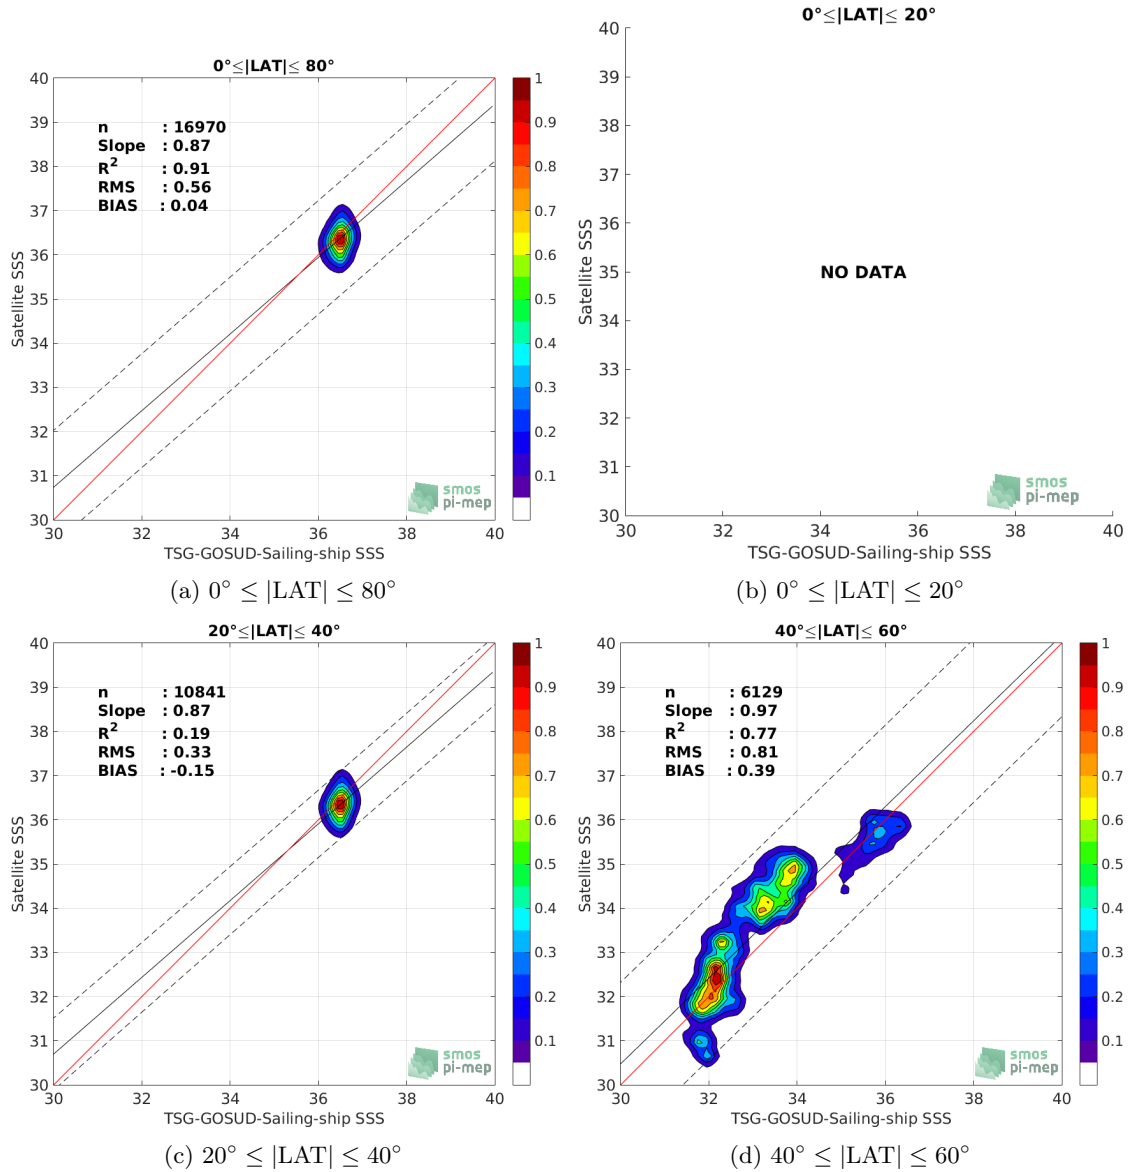 0°≤|LAT|≤ 80°
40
39
38
37
36
35
34
33
32
31
30
Satellite SSS
n : 16970
Slope : 0.87
R² : 0.91
RMS : 0.56
BIAS : 0.04
smos
pi-mep
30 32 34 36 38 40
TSG-GOSUD-Sailing-ship SSS
1
0.9
0.8
0.7
0.6
0.5
0.4
0.3
0.2
0.1
(a) 0° ≤ |LAT| ≤ 80°
0°≤|LAT|≤ 20°
40
39
38
37
36
35
34
33
32
31
30
Satellite SSS
NO DATA
smos
pi-mep
30 32 34 36 38 40
TSG-GOSUD-Sailing-ship SSS
(b) 0° ≤ |LAT| ≤ 20°
20°≤|LAT|≤ 40°
40
39
38
37
36
35
34
33
32
31
30
Satellite SSS
n : 10841
Slope : 0.87
R² : 0.19
RMS : 0.33
BIAS : -0.15
smos
pi-mep
30 32 34 36 38 40
TSG-GOSUD-Sailing-ship SSS
1
0.9
0.8
0.7
0.6
0.5
0.4
0.3
0.2
0.1
(c) 20° ≤ |LAT| ≤ 40°
40°≤|LAT|≤ 60°
40
39
38
37
36
35
34
33
32
31
30
Satellite SSS
n : 6129
Slope : 0.97
R² : 0.77
RMS : 0.81
BIAS : 0.39
smos
pi-mep
30 32 34 36 38 40
TSG-GOSUD-Sailing-ship SSS
1
0.9
0.8
0.7
0.6
0.5
0.4
0.3
0.2
0.1
(d) 40° ≤ |LAT| ≤ 60°